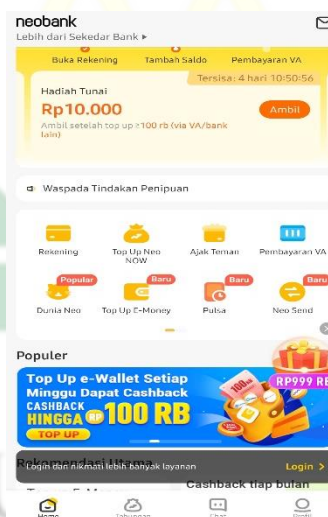 neobank
Lebih dari Sekedar Bank
Buka Rekening Tambah Saldo Pembayaran VA
Tersisa: 4 hari 10:50:56
Hadiah Tunai
Rp10.000
Ambil
Ambil setelah top up ≥100 rb (via VA/bank
lain)
Waspada Tindakan Penipuan
Rekening Top Up Neo Ajak Teman Pembayaran VA
NOW
Popular Baru Baru Baru
Dunia Neo Top Up E-Money Pulsa Neo Send
Populer
Top Up e-Wallet Setiap
Minggu Dapat Cashback
CASHBACK
HINGGA RP 100 RB
TOP UP
100RB
RP999 RB
Rekomendasi Utama
Login dan nikmati lebih banyak layanan
Login >
Cashback tiap bulan
Home Tabungan Chat Profil